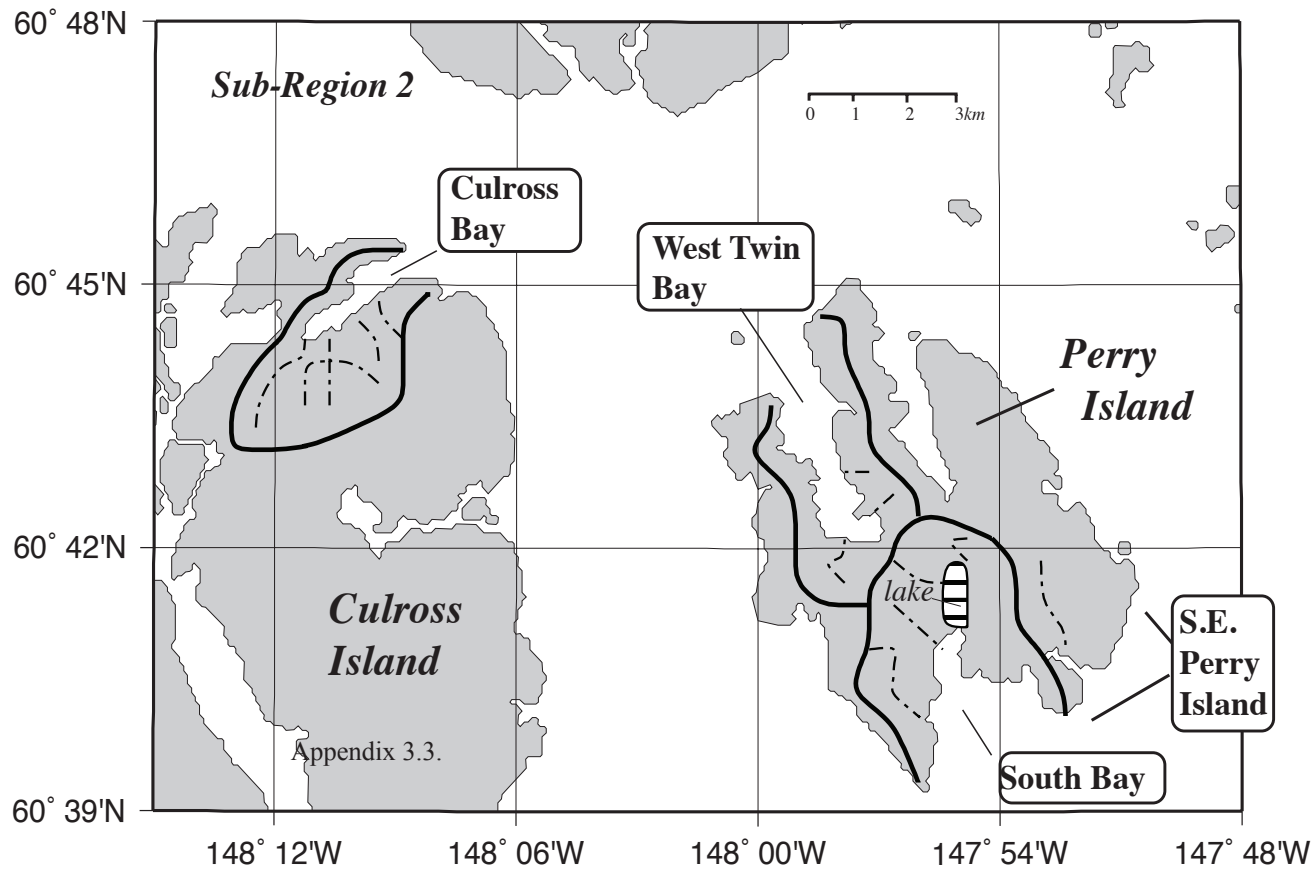 60° 48'N
Sub-Region 2
0 1 2 3km
Culross
Bay
West Twin
Bay
60° 45'N
Perry
Island
60° 42'N
lake
Culross
Island
S.E.
Perry
Island
Appendix 3.3.
South Bay
60° 39'N
148° 12'W 148° 06'W 148° 00'W 147° 54'W 147° 48'W